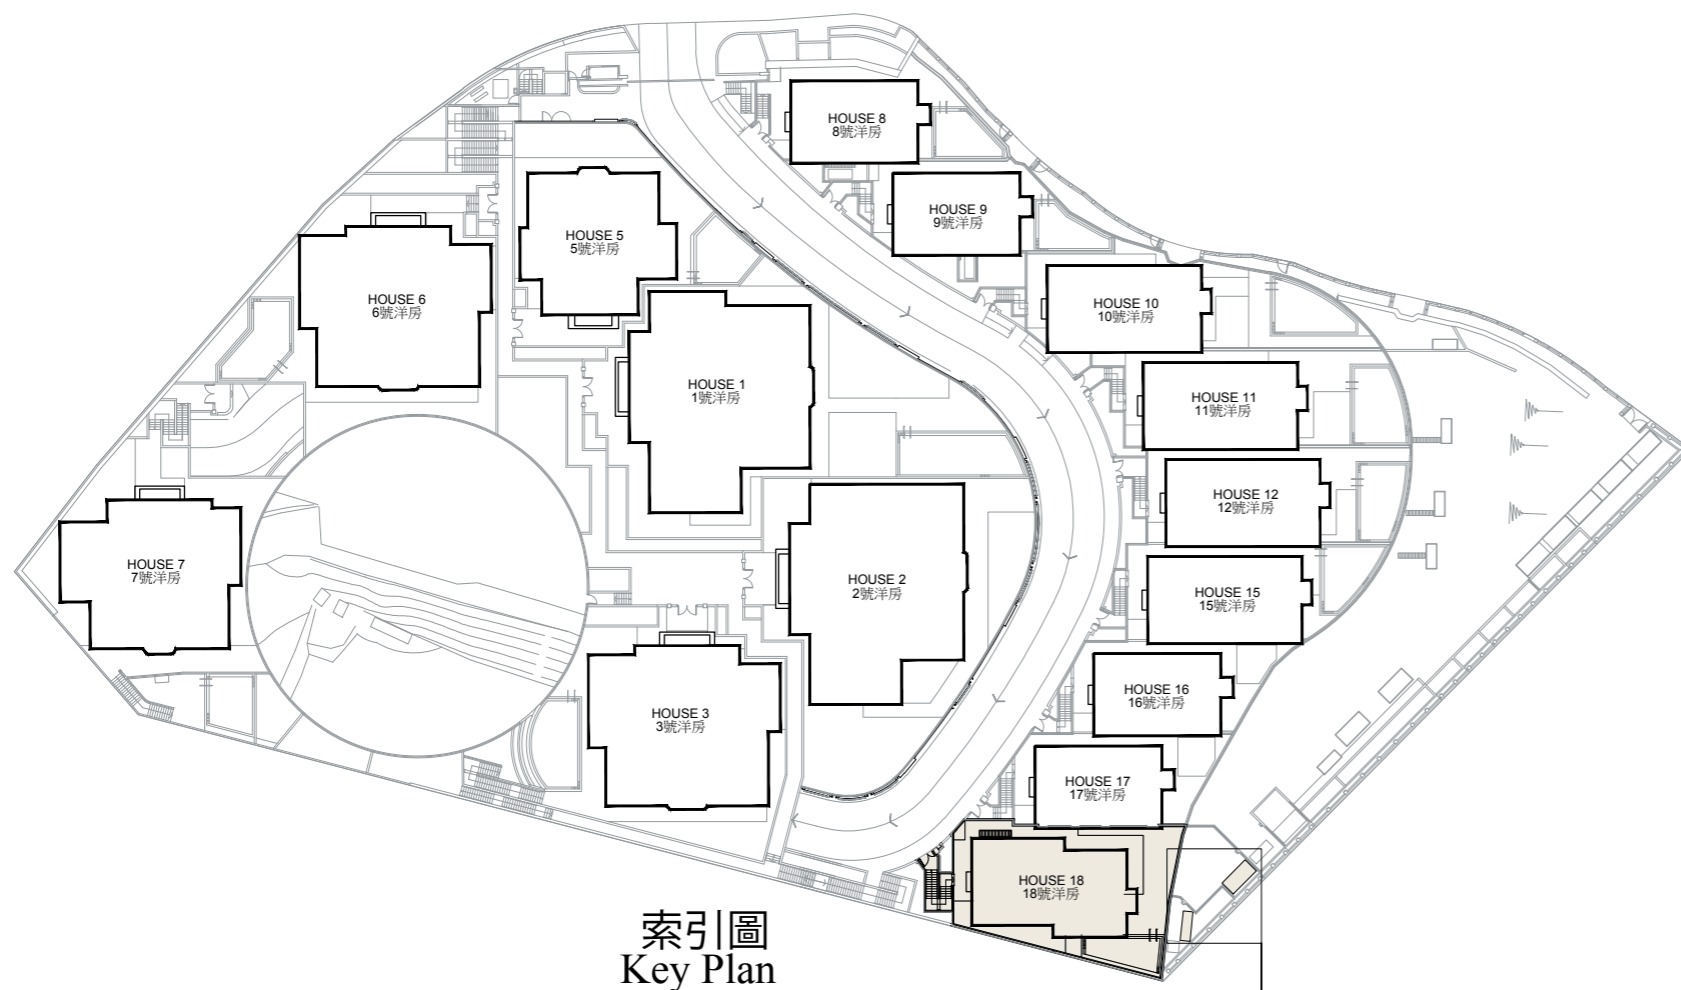 HOUSE 8
8號洋房
HOUSE 9
9號洋房
HOUSE 5
5號洋房
HOUSE 6
6號洋房
HOUSE 10
10號洋房
HOUSE 1
1號洋房
HOUSE 11
11號洋房
HOUSE 12
12號洋房
HOUSE 7
7號洋房
HOUSE 2
2號洋房
HOUSE 15
15號洋房
HOUSE 16
16號洋房
HOUSE 3
3號洋房
HOUSE 17
17號洋房
HOUSE 18
18號洋房
索引圖
Key Plan